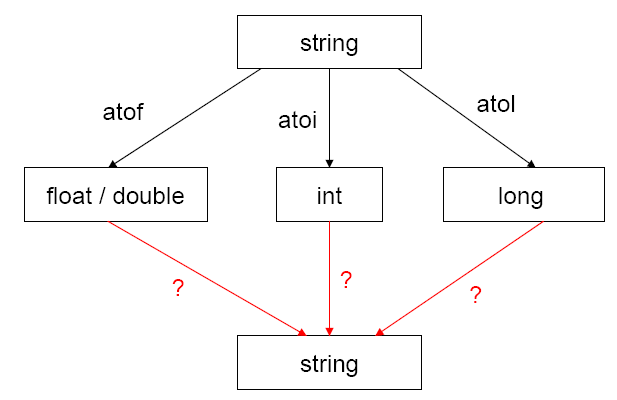 string
atof
atoi
atol
float / double
int
long
?
?
?
string